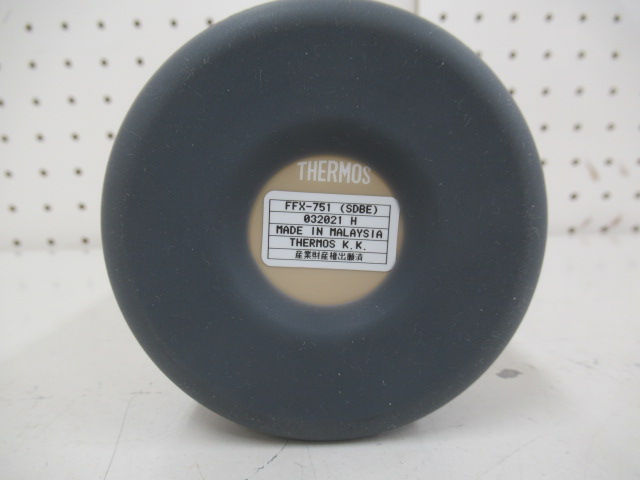 THERMOS
FFX-751 (SDBE)
032021 H
MADE IN MALAYSIA
THERMOS K.K.
産業財産権出願済